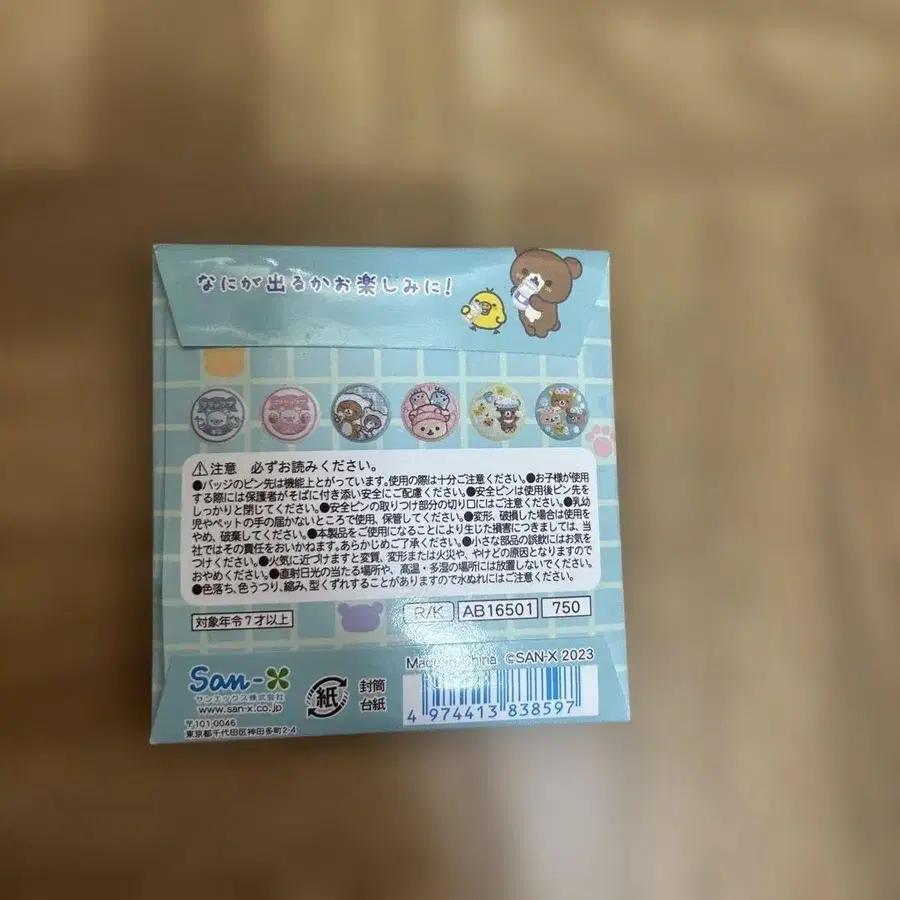 なにが出るかお楽しみに!
⚠注意 必ずお読みください。
●バッジのピン先は機能上とがっています。使用の際は十分ご注意ください。●お子様が使用
する際には保護者がそばに付き添い安全にご配慮ください。●安全ピンは使用後ピン先を
しっかりと閉じてください。●安全ピンの取りつけ部分の切り口にはご注意ください。●乳幼
児やペットの手の届かないところで使用、保管してください。●変形、破損した場合は使用を
やめ、破棄してください。●本製品をご使用になることにより生じた損害につきましては、当
社ではその責任をおいかねます。あらかじめご了承ください。●小さな部品の誤飲にはお気を
つけください。●火気に近づけますと変質、変形または火災や、やけどの原因となりますので
おやめください。●直射日光の当たる場所や、高温・多湿の場所には放置しないでください。
●色落ち、色うつり、縮み、型くずれすることがありますので水ぬれにはご注意ください。
対象年令7才以上
R/K AB16501 750
Made in China ©SAN-X 2023
San-X
サンエックス株式会社
www.san-x.co.jp
〒101-0046
東京都千代田区神田多町2-4
紙
封筒
台紙
4 974413 838597